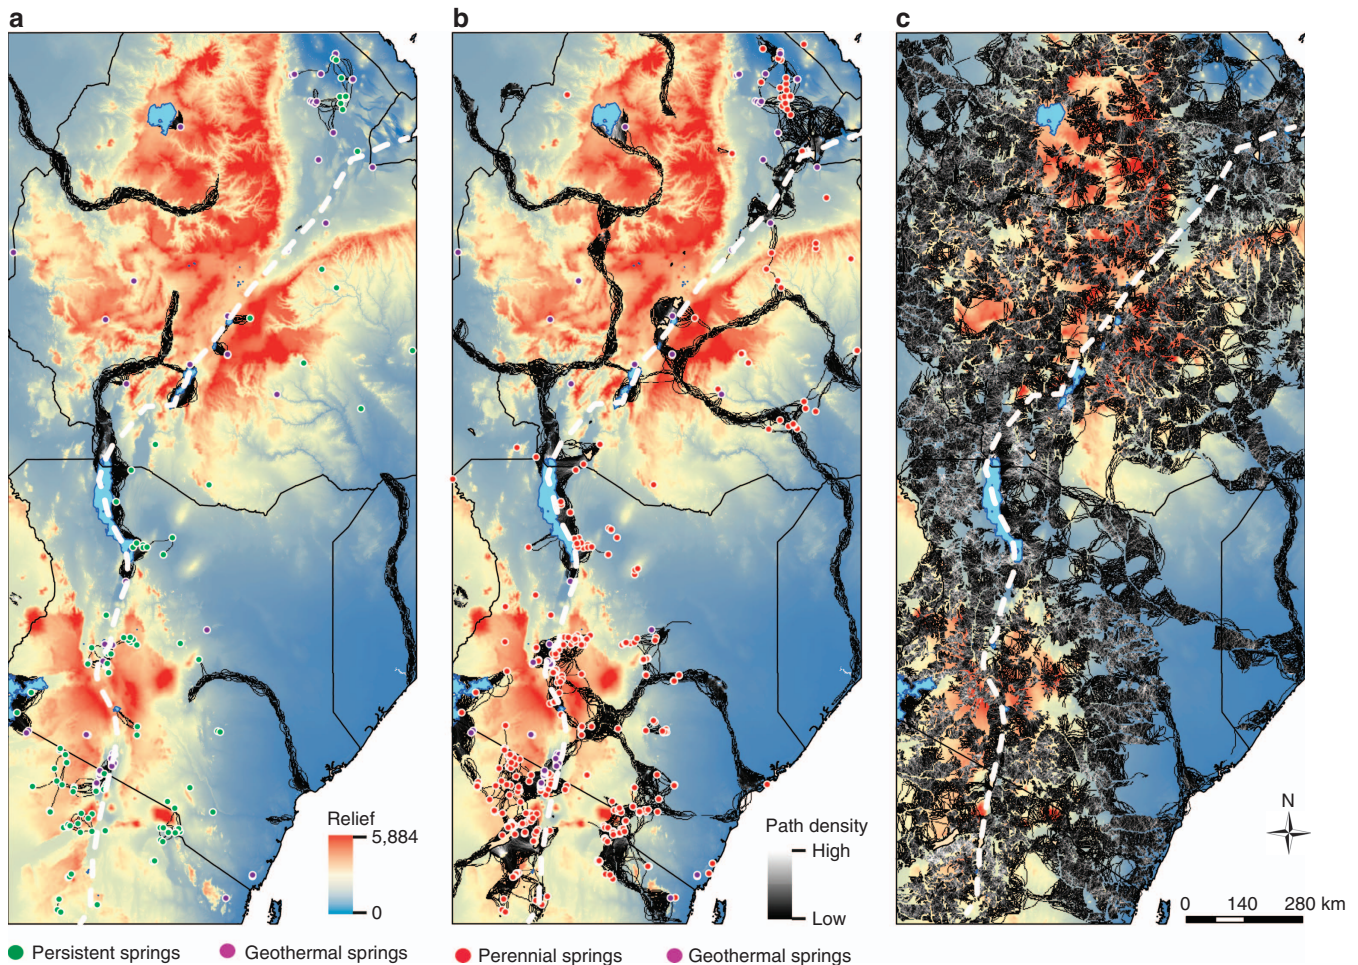 a
b
c
Relief
5,884
0
Path density
High
Low
N
0 140 280 km
Persistent springs
Geothermal springs
Perennial springs
Geothermal springs